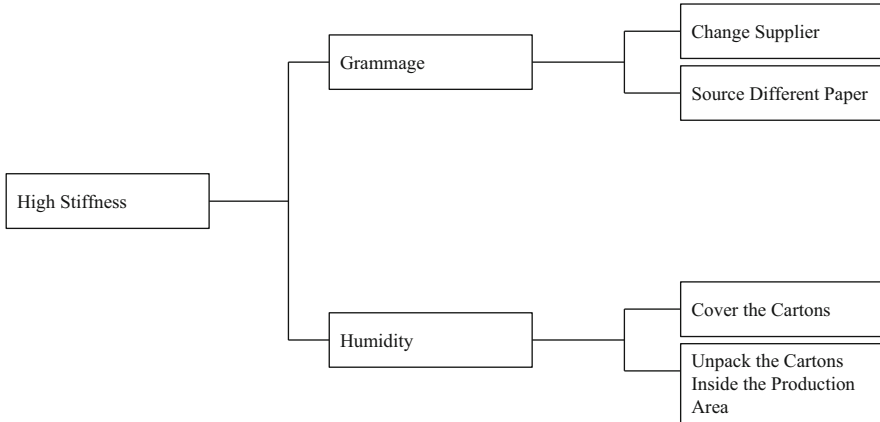 Change Supplier
Grammage
Source Different Paper
High Stiffness
Cover the Cartons
Humidity
Unpack the Cartons
Inside the Production
Area